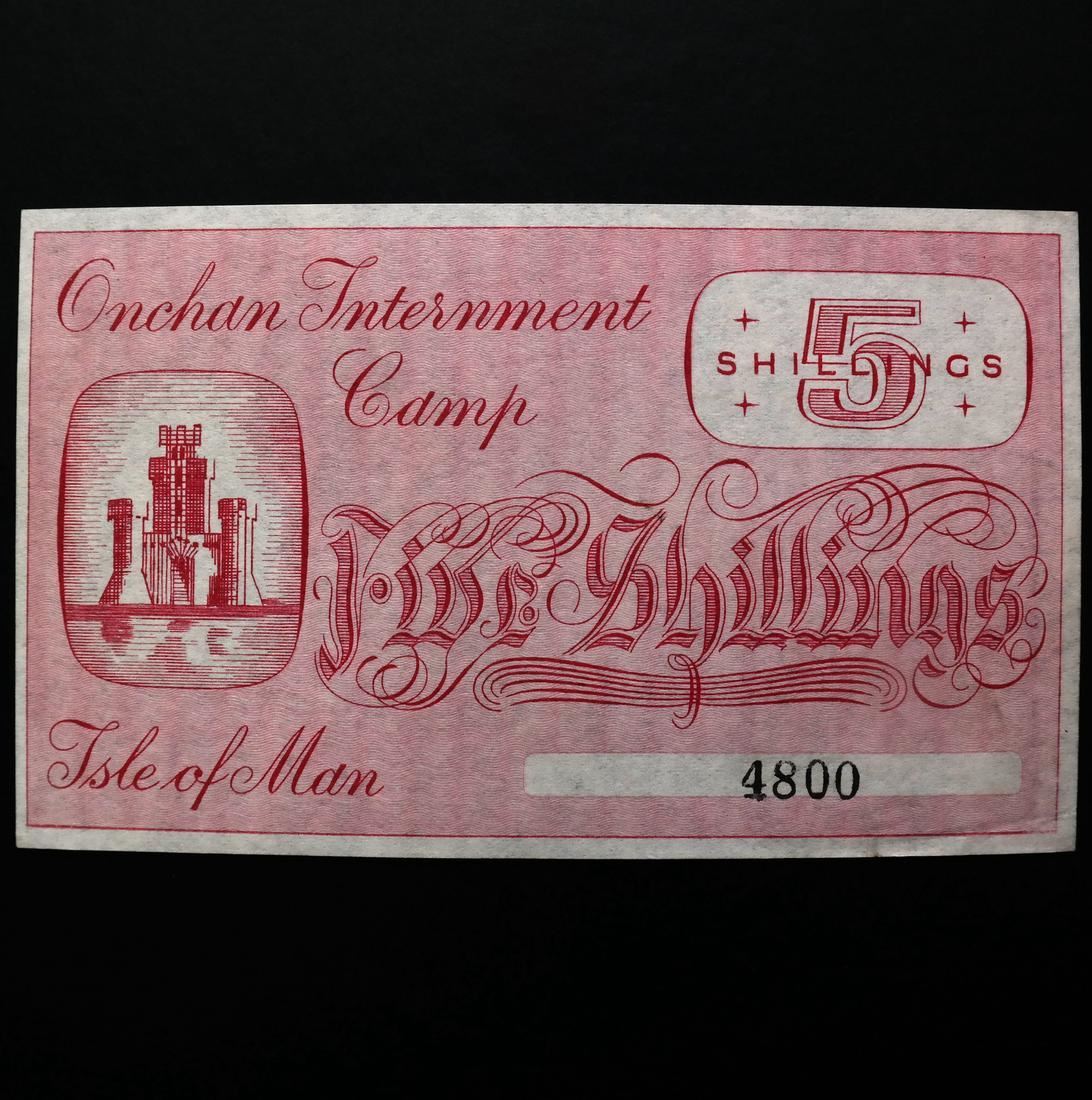 Onchan Internment
Camp
5
SHILLINGS
Five Shillings
Isle of Man
4800